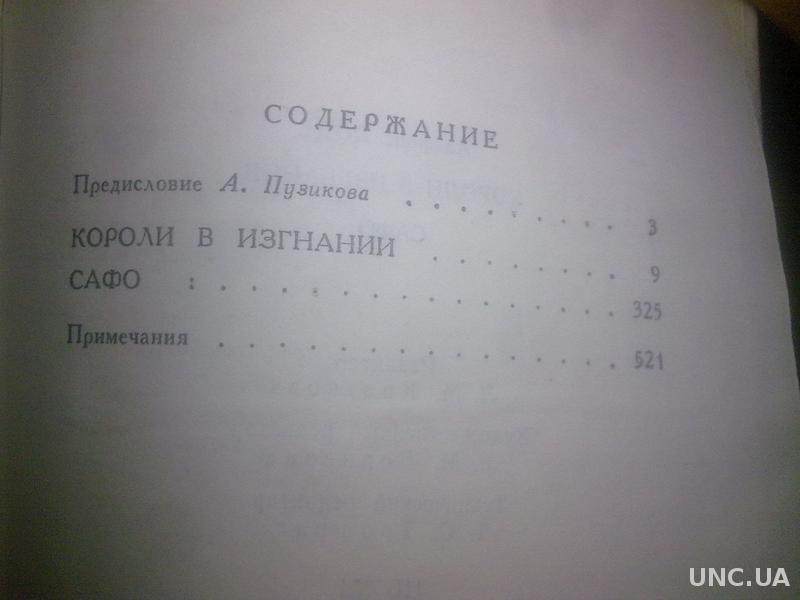 СОДЕРЖАНИЕ
Предисловие А. Пузикова . . . . . . . . . 3
КОРОЛИ В ИЗГНАНИИ . . . . . . . . 9
САФО : . . . . . . . . . . . . . . 325
Примечания . . . . . . . . . . . . . . 521
UNC.UA